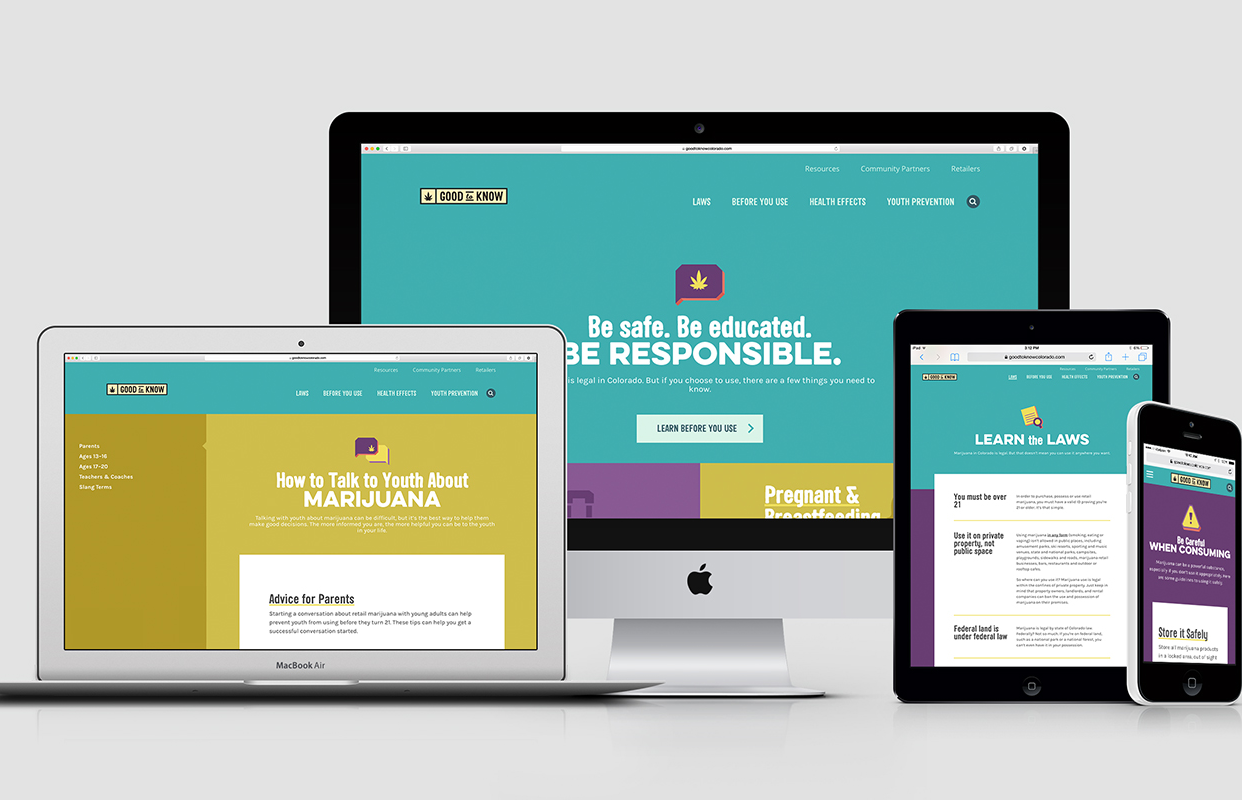 goodtoknowcolorado.com
Resources Community Partners Retailers
GOOD to KNOW
LAWS BEFORE YOU USE HEALTH EFFECTS YOUTH PREVENTION
Be safe. Be educated.
BE RESPONSIBLE.
is legal in Colorado. But if you choose to use, there are a few things you need to
know.
LEARN BEFORE YOU USE
Pregnant &
Breastfeeding
goodtoknowcolorado.com
Resources Community Partners Retailers
GOOD to KNOW
LAWS BEFORE YOU USE HEALTH EFFECTS YOUTH PREVENTION
Parents
Ages 13-16
Ages 17-20
Teachers & Coaches
Slang Terms
How to Talk to Youth About
MARIJUANA
Talking with youth about marijuana can be difficult, but it's the best way to help them
make good decisions. The more informed you are, the more helpful you can be to the youth
in your life.
Advice for Parents
Starting a conversation about retail marijuana with young adults can help
prevent youth from using before they turn 21. These tips can help you get a
successful conversation started.
MacBook Air
iPad 3:12 PM 6%
goodtoknowcolorado.com
Resources Community Partners Retailers
GOOD to KNOW
LAWS BEFORE YOU USE HEALTH EFFECTS YOUTH PREVENTION
LEARN the LAWS
Marijuana in Colorado is legal. But that doesn't mean you can use it anywhere you want.
You must be over
21
In order to purchase, possess or use retail
marijuana, you must have a valid ID proving you're
21 or older. It's that simple.
Use it on private
property, not
public space
Using marijuana in any form (smoking, eating or
vaping) isn't allowed in public places, including
amusement parks, ski resorts, sporting and music
venues, state and national parks, campsites,
playgrounds, sidewalks and roads, marijuana retail
businesses, bars, restaurants and outdoor or
rooftop cafes.
So where can you use it? Marijuana use is legal
within the confines of private property. Just keep in
mind that property owners, landlords, and rental
companies can ban the use and possession of
marijuana on their premises.
Federal land is
under federal law
Marijuana is legal by state of Colorado law.
Federally? Not so much. If you're on federal land,
such as a national park or a national forest, you
can't even have it in your possession.
GOOD to KNOW
Be Careful
WHEN CONSUMING
Marijuana can be a powerful substance,
especially if you don't use it appropriately. Here
are some guidelines to using it safely.
Store it Safely
Store all marijuana products
in a locked area, out of sight